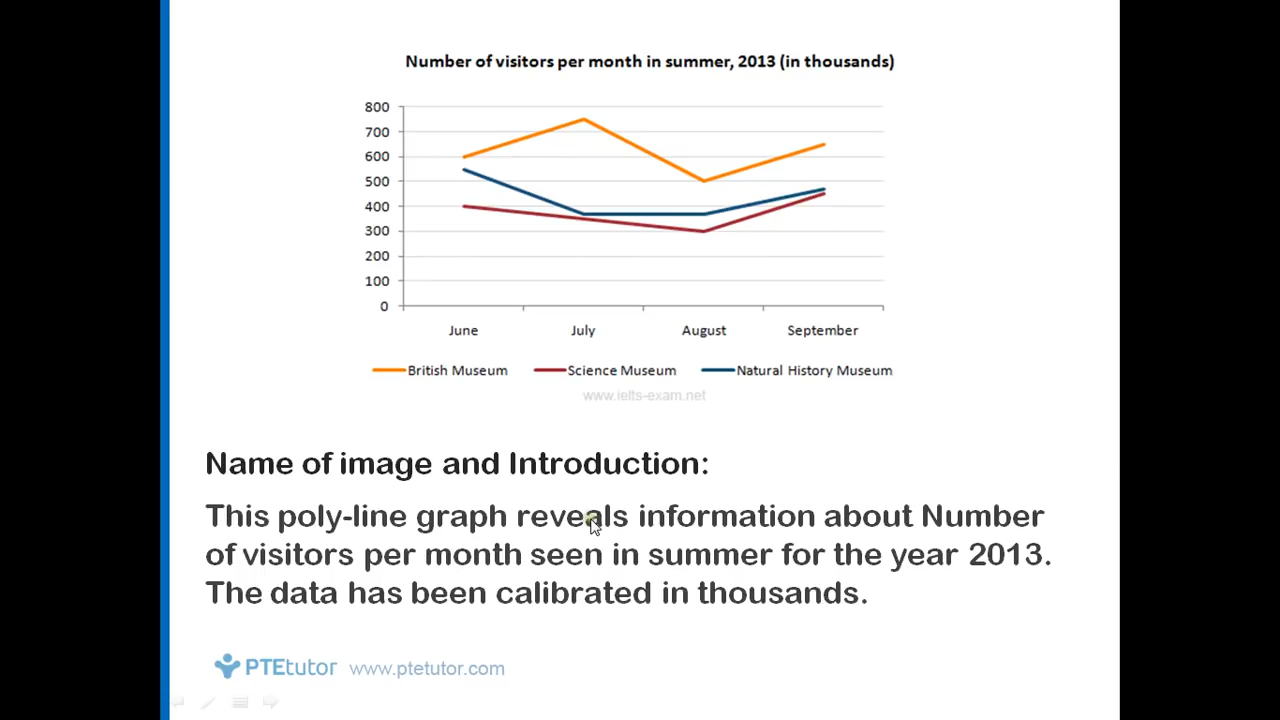 Number of visitors per month in summer, 2013 (in thousands)
800
700
600
500
400
300
200
100
0
June July August September
British Museum Science Museum Natural History Museum
www.ielts-exam.net
Name of image and Introduction:
This poly-line graph reveals information about Number
of visitors per month seen in summer for the year 2013.
The data has been calibrated in thousands.
PTEtutor www.ptetutor.com